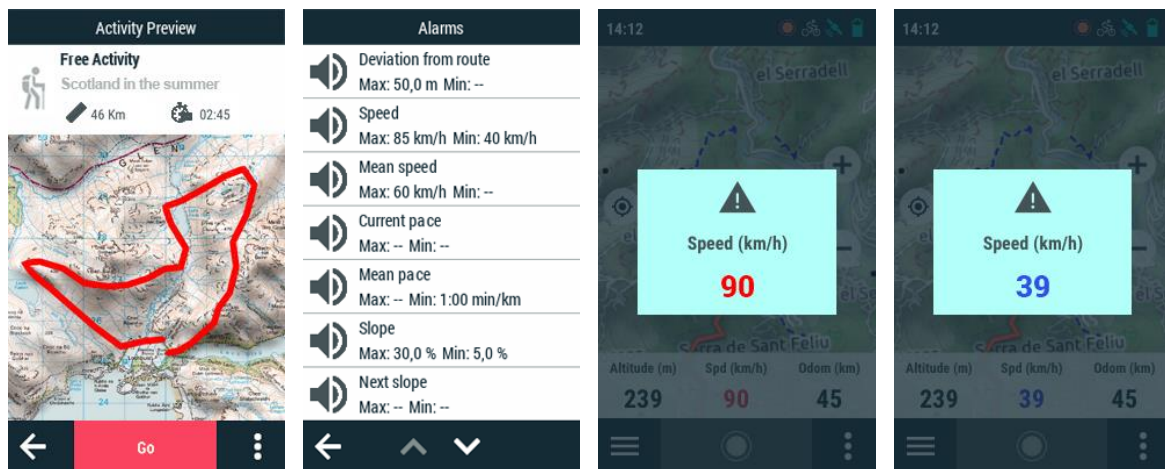 Activity Preview
Free Activity
Scotland in the summer
46 Km 02:45
Go
Alarms
Deviation from route
Max: 50,0 m Min: --
Speed
Max: 85 km/h Min: 40 km/h
Mean speed
Max: 60 km/h Min: --
Current pace
Max: -- Min: --
Mean pace
Max: -- Min: 1:00 min/km
Slope
Max: 30,0 % Min: 5,0 %
Next slope
Max: -- Min: --
14:12
el Serradell
Speed (km/h)
90
Serra de Sant Feliu
Altitude (m) Spd (km/h) Odom (km)
239 90 45
14:12
el Serradell
Speed (km/h)
39
Serra de Sant Feliu
Altitude (m) Spd (km/h) Odom (km)
239 39 45